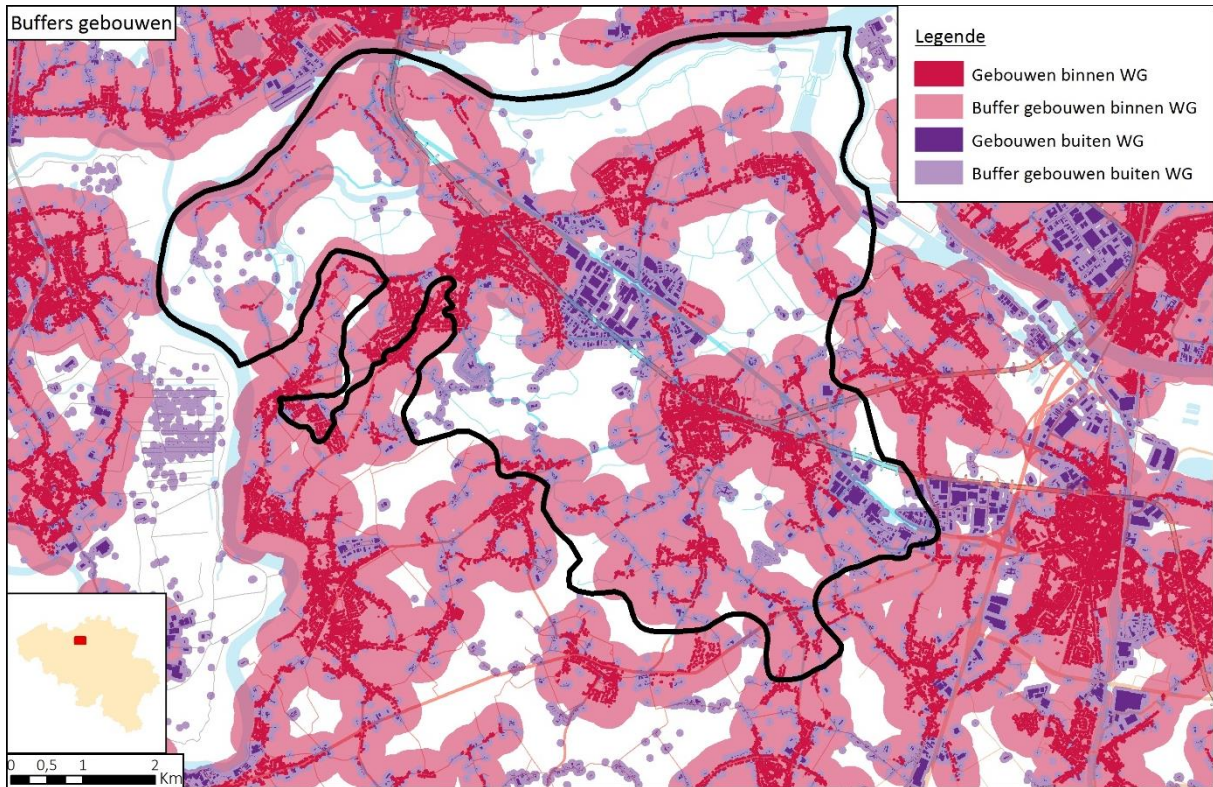 Buffers gebouwen
Legende
Gebouwen binnen WG
Buffer gebouwen binnen WG
Gebouwen buiten WG
Buffer gebouwen buiten WG
0 0,5 1 2
Km